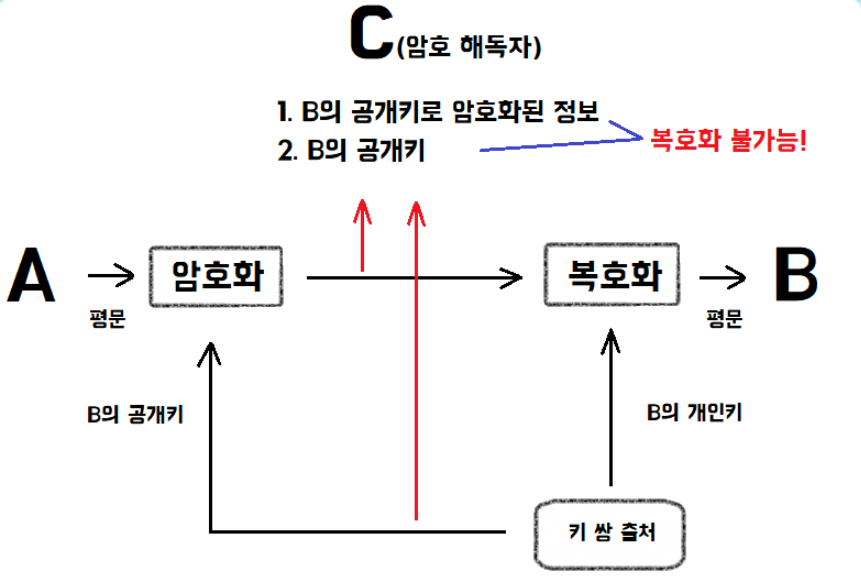 C(암호 해독자)
1. B의 공개키로 암호화된 정보
2. B의 공개키
복호화 불가능!
A
암호화
복호화
B
평문
평문
B의 공개키
B의 개인키
키 쌍 출처